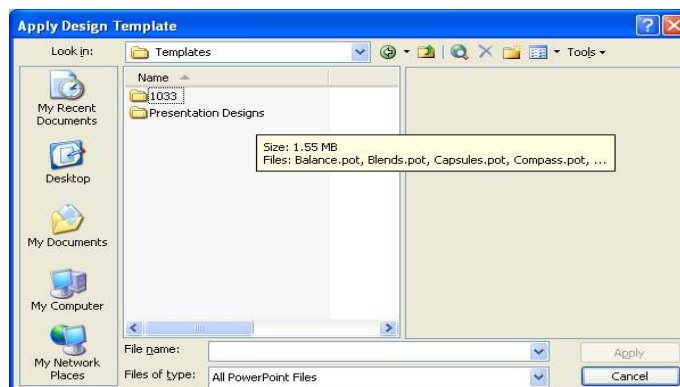 Apply Design Template
Look in:
Templates
Tools
Name
1033
Presentation Designs
Size: 1.55 MB
Files: Balance.pot, Blends.pot, Capsules.pot, Compass.pot, ...
My Recent
Documents
Desktop
My Documents
My Computer
My Network
Places
File name:
Apply
Files of type:
All PowerPoint Files
Cancel